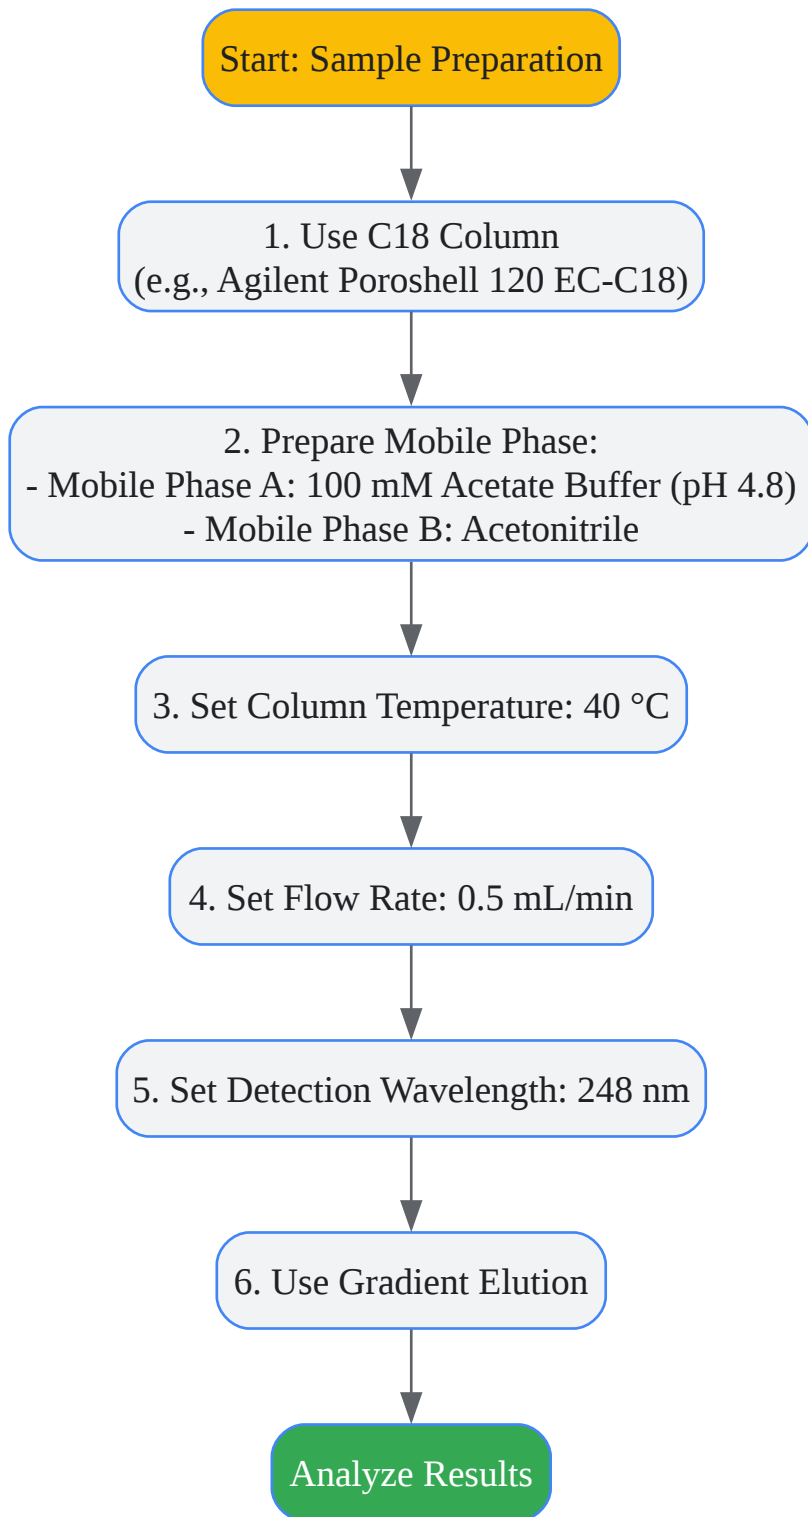 Start: Sample Preparation
1. Use C18 Column
(e.g., Agilent Poroshell 120 EC-C18)
2. Prepare Mobile Phase:
- Mobile Phase A: 100 mM Acetate Buffer (pH 4.8)
- Mobile Phase B: Acetonitrile
3. Set Column Temperature: 40 °C
4. Set Flow Rate: 0.5 mL/min
5. Set Detection Wavelength: 248 nm
6. Use Gradient Elution
Analyze Results